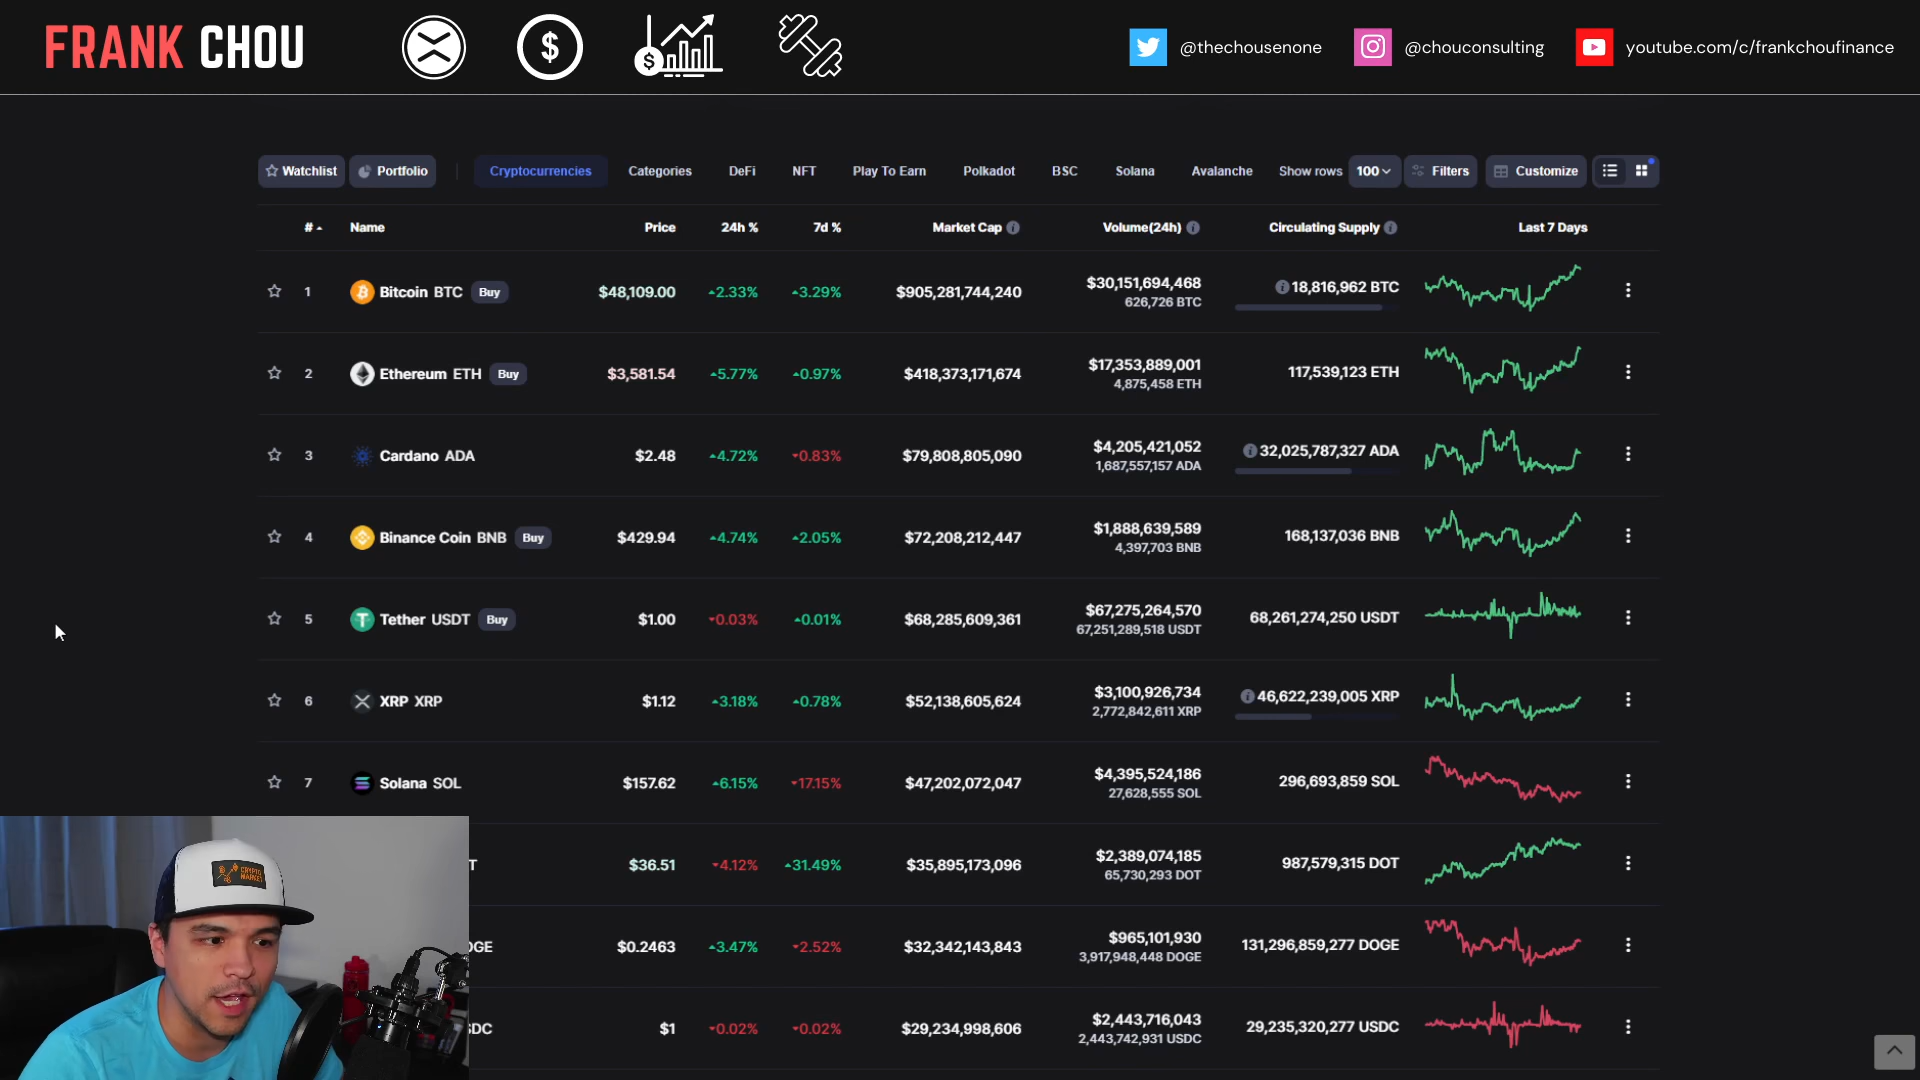 FRANK CHOU
@thechousenone
@chouconsulting
youtube.com/c/frankchoufinance
Watchlist Portfolio Cryptocurrencies Categories DeFi NFT Play To Earn Polkadot BSC Solana Avalanche Show rows 100 Filters Customize
# Name Price 24h % 7d % Market Cap Volume(24h) Circulating Supply Last 7 Days
1 Bitcoin BTC Buy $48,109.00 2.33% 3.29% $905,281,744,240 $30,151,694,468 18,816,962 BTC
626,726 BTC
2 Ethereum ETH Buy $3,581.54 5.77% 0.97% $418,373,171,674 $17,353,889,001 117,539,123 ETH
4,875,458 ETH
3 Cardano ADA $2.48 4.72% 0.83% $79,808,805,090 $4,205,421,052 32,025,787,327 ADA
1,687,557,157 ADA
4 Binance Coin BNB Buy $429.94 4.74% 2.05% $72,208,212,447 $1,888,639,589 168,137,036 BNB
4,397,703 BNB
5 Tether USDT Buy $1.00 0.03% 0.01% $68,285,609,361 $67,275,264,570 68,261,274,250 USDT
67,251,289,518 USDT
6 XRP XRP $1.12 3.18% 0.78% $52,138,605,624 $3,100,926,734 46,622,239,005 XRP
2,772,842,611 XRP
7 Solana SOL $157.62 6.15% 17.15% $47,202,072,047 $4,395,524,186 296,693,859 SOL
27,628,555 SOL
T $36.51 4.12% 31.49% $35,895,173,096 $2,389,074,185 987,579,315 DOT
65,730,293 DOT
OGE $0.2463 3.47% 2.52% $32,342,143,843 $965,101,930 131,296,859,277 DOGE
3,917,948,448 DOGE
SDC $1 0.02% 0.02% $29,234,998,606 $2,443,716,043 29,235,320,277 USDC
2,443,742,931 USDC
CRYPTO
MARKET